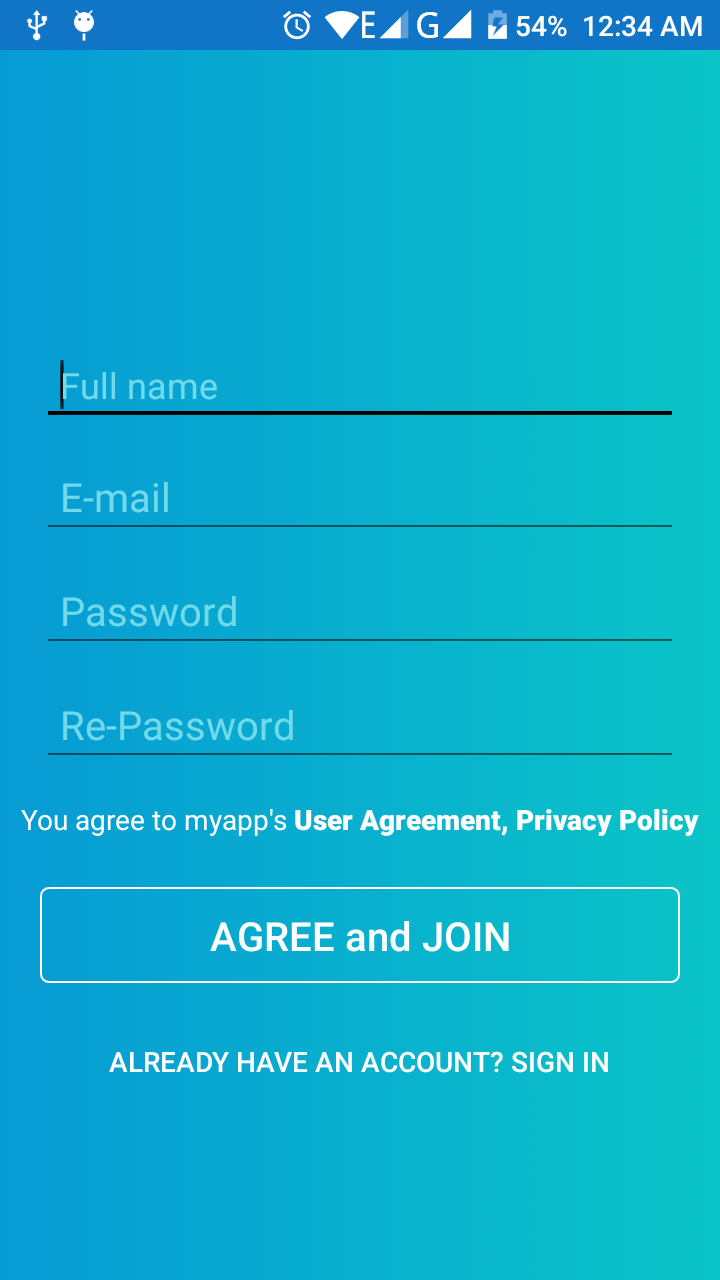 E G 54% 12:34 AM
Full name
E-mail
Password
Re-Password
You agree to myapp's User Agreement, Privacy Policy
AGREE and JOIN
ALREADY HAVE AN ACCOUNT? SIGN IN